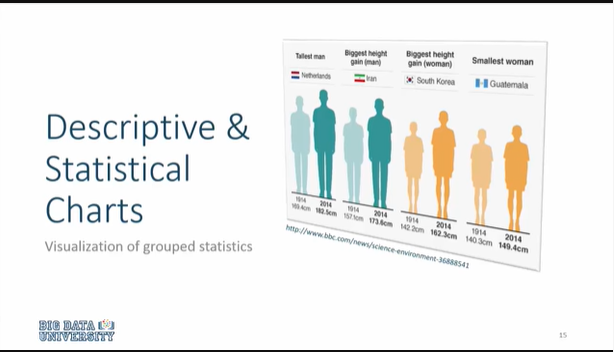 Descriptive &
Statistical
Charts
Visualization of grouped statistics
Tallest man
Netherlands
1914
169.4cm
2014
182.5cm
Biggest height
gain (man)
Iran
1914
157.1cm
2014
173.6cm
Biggest height
gain (woman)
South Korea
1914
142.2cm
2014
162.3cm
Smallest woman
Guatemala
1914
140.3cm
2014
149.4cm
http://www.bbc.com/news/science-environment-36888541
BIG DATA
UNIVERSITY
15